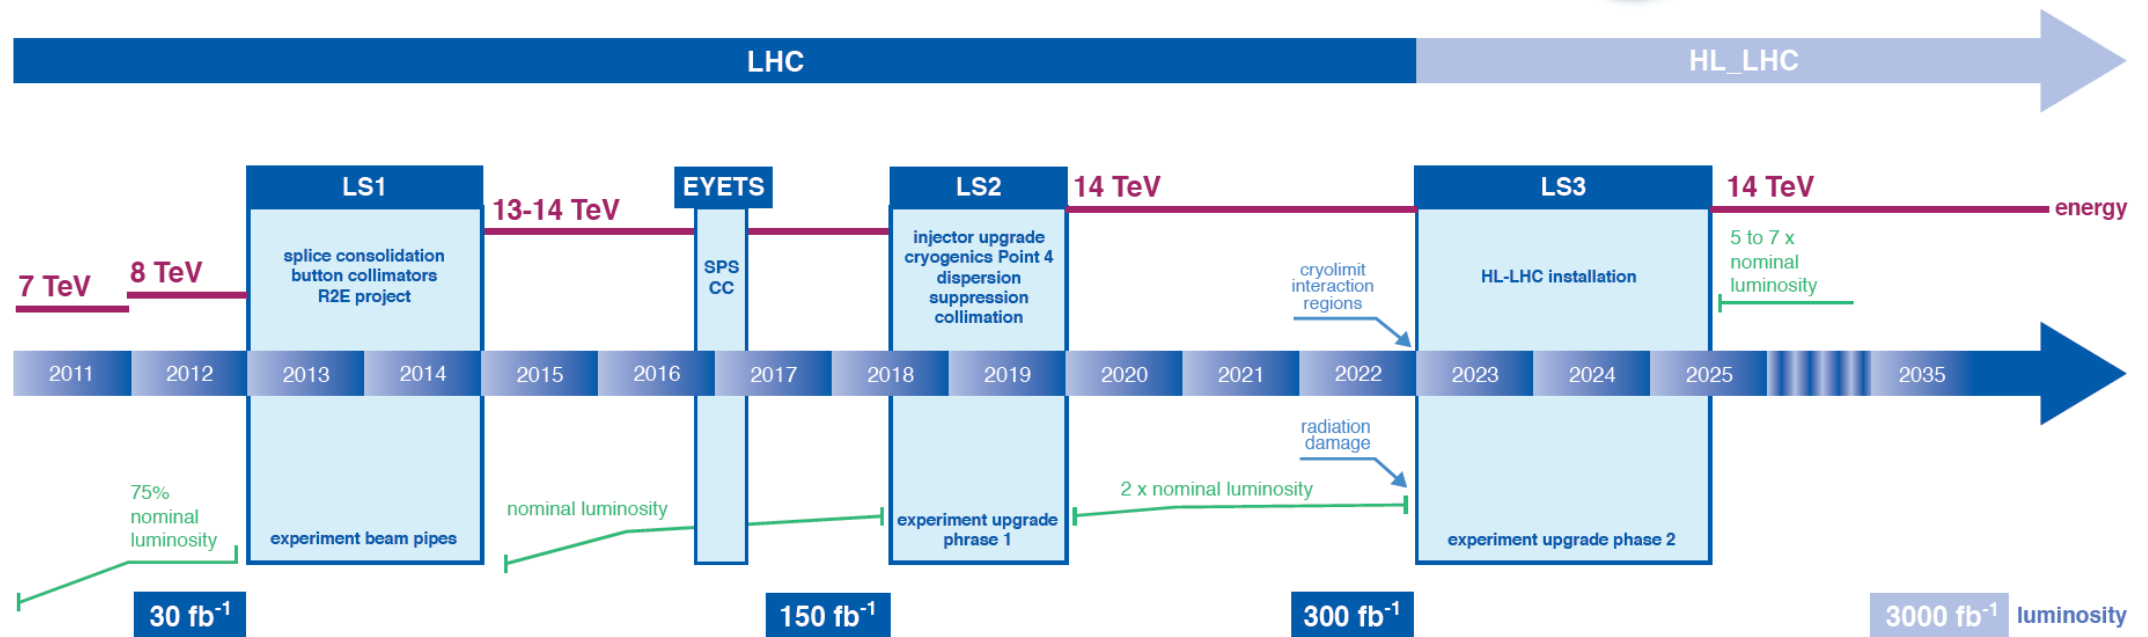 LHC
HL_LHC
LS1
EYETS
LS2
14 TeV
LS3
14 TeV
13-14 TeV
energy
7 TeV
8 TeV
splice consolidation
button collimators
R2E project
SPS
CC
injector upgrade
cryogenics Point 4
dispersion
suppression
collimation
cryolimit
interaction
regions
HL-LHC installation
5 to 7 x
nominal
luminosity
2011
2012
2013
2014
2015
2016
2017
2018
2019
2020
2021
2022
2023
2024
2025
2035
radiation
damage
75%
nominal
luminosity
nominal luminosity
2 x nominal luminosity
experiment beam pipes
experiment upgrade
phrase 1
experiment upgrade phase 2
30 fb⁻¹
150 fb⁻¹
300 fb⁻¹
3000 fb⁻¹
luminosity